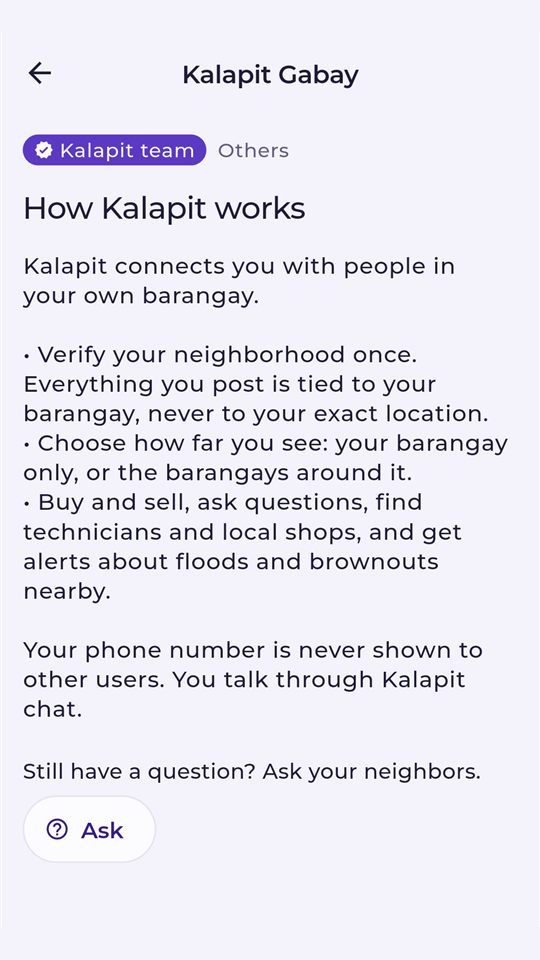 Kalapit Gabay
Kalapit team Others
How Kalapit works
Kalapit connects you with people in
your own barangay.
• Verify your neighborhood once.
Everything you post is tied to your
barangay, never to your exact location.
• Choose how far you see: your barangay
only, or the barangays around it.
• Buy and sell, ask questions, find
technicians and local shops, and get
alerts about floods and brownouts
nearby.
Your phone number is never shown to
other users. You talk through Kalapit
chat.
Still have a question? Ask your neighbors.
Ask